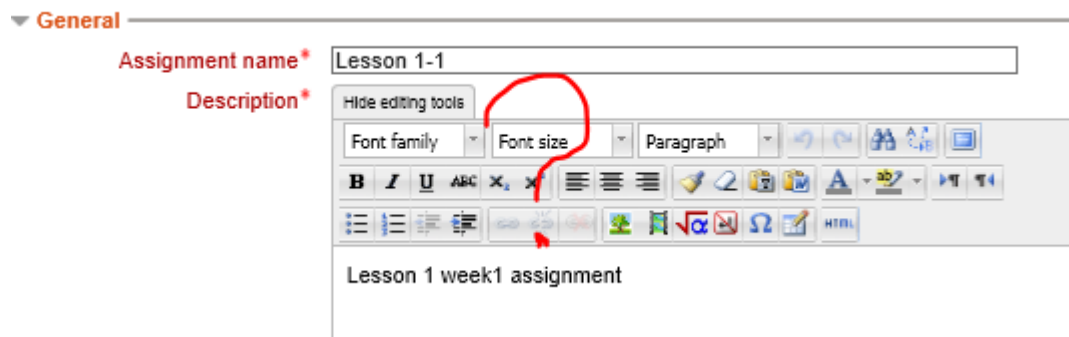 General
Assignment name* Lesson 1-1
Description* Hide editing tools
Font family Font size Paragraph
B I U ABC
HTML
Lesson 1 week1 assignment